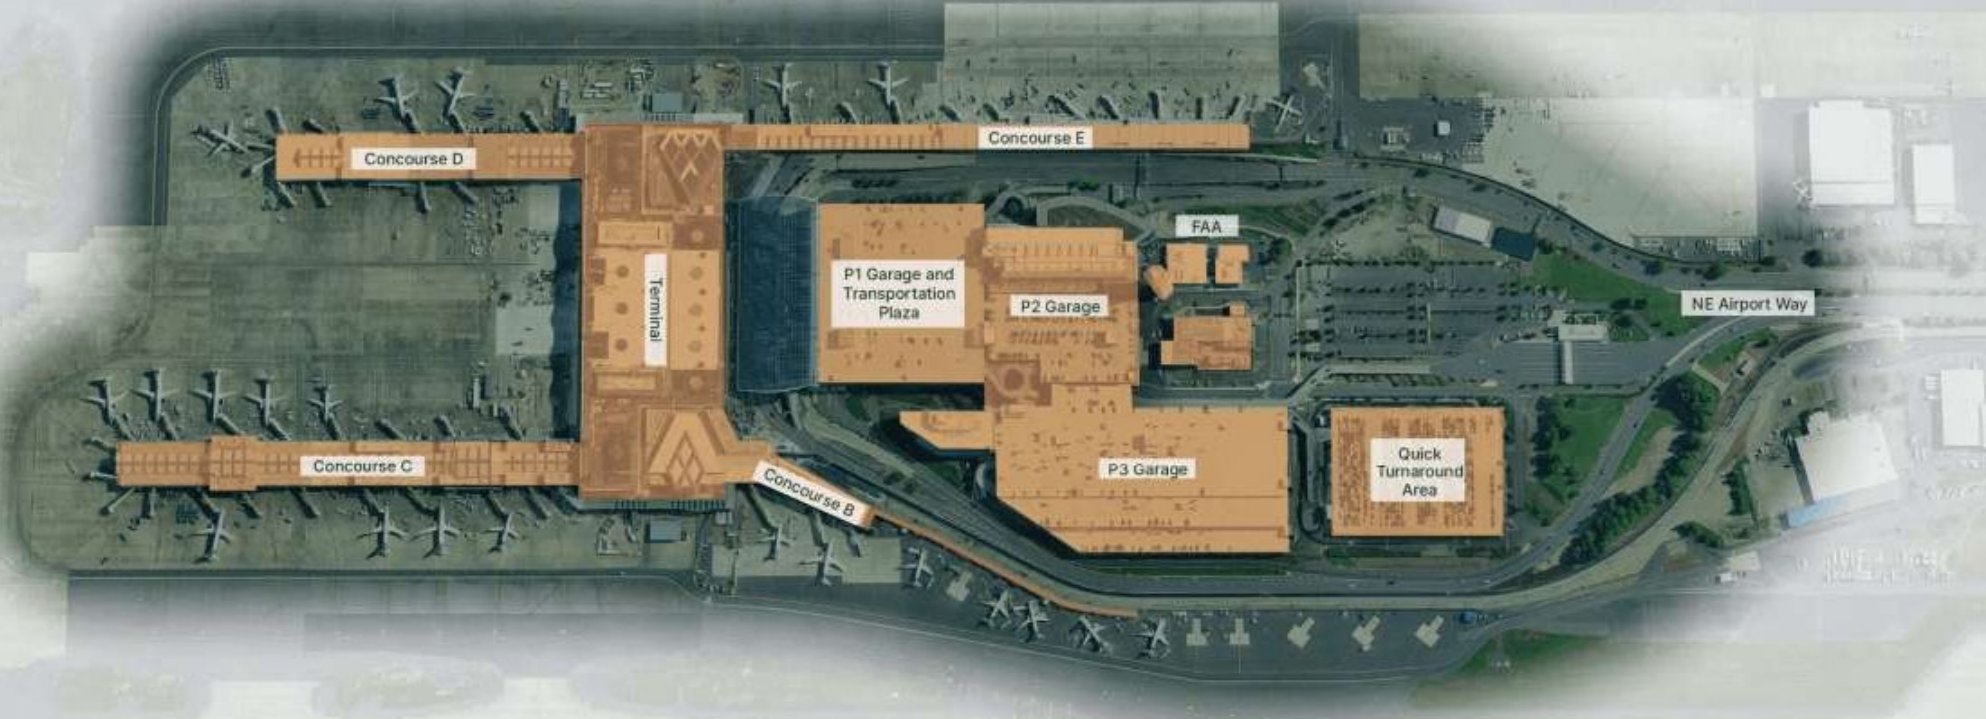 Concourse D
Concourse E
FAA
Terminal
P1 Garage and
Transportation
Plaza
P2 Garage
NE Airport Way
Concourse C
Concourse B
P3 Garage
Quick
Turnaround
Area